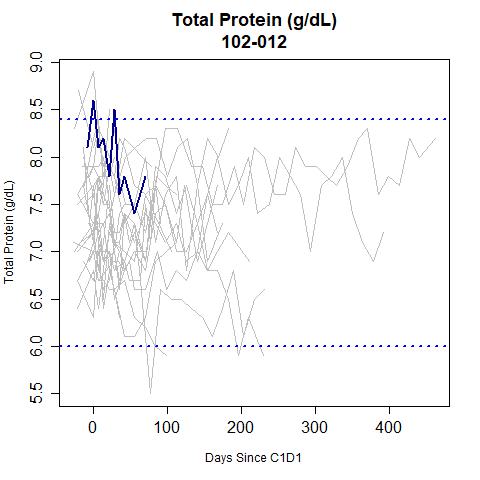 Total Protein (g/dL)
102-012
Total Protein (g/dL)
9.0
8.5
8.0
7.5
7.0
6.5
6.0
5.5
0 100 200 300 400
Days Since C1D1